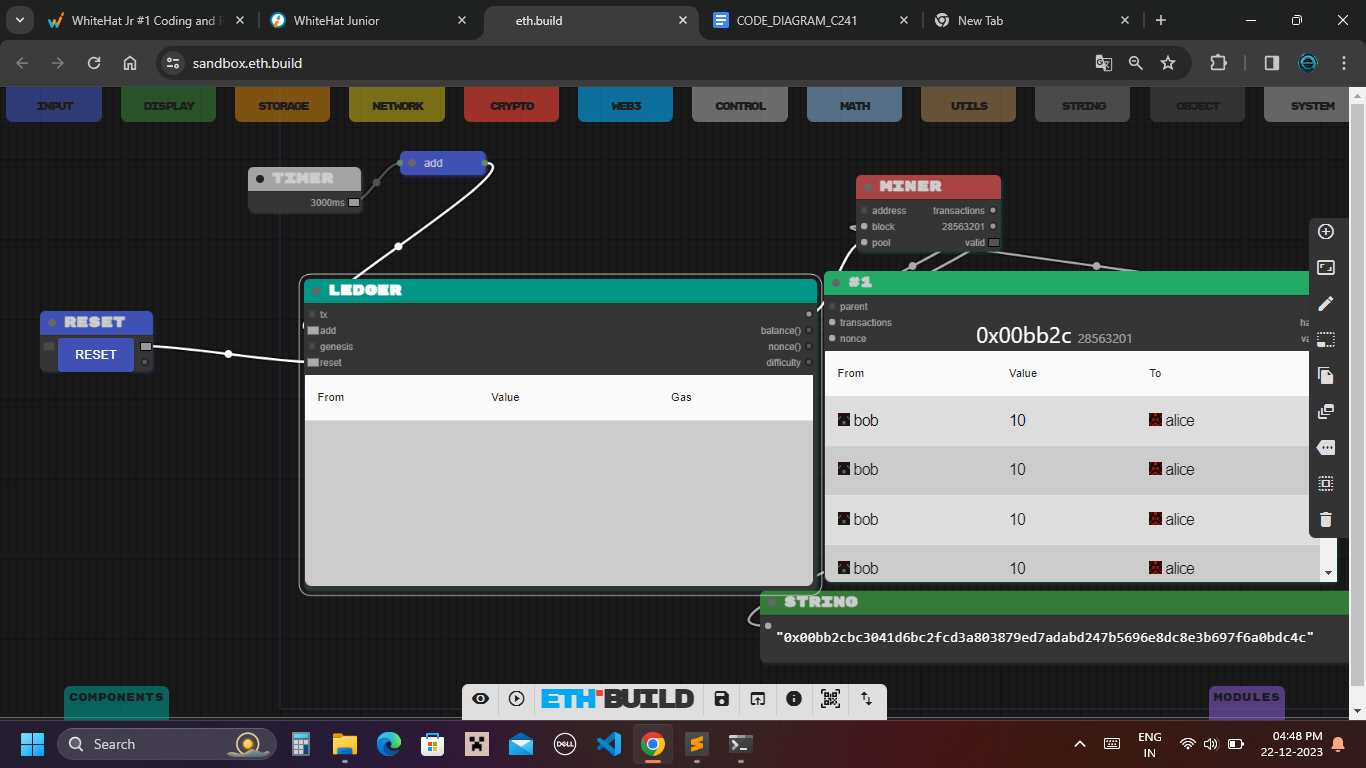 WhiteHat Jr #1 Coding and
WhiteHat Junior
eth.build
CODE_DIAGRAM_C241
New Tab
sandbox.eth.build
INPUT
DISPLAY
STORAGE
NETWORK
CRYPTO
WEB3
CONTROL
MATH
UTILS
STRING
OBJECT
SYSTEM
TIMER
3000ms
add
MINER
address transactions
block 28563201
pool valid
RESET
RESET
LEDGER
tx
add balance()
genesis nonce()
reset difficulty
From Value Gas
#1
parent
transactions
nonce
0x00bb2c 28563201
From Value To
bob 10 alice
bob 10 alice
bob 10 alice
bob 10 alice
STRING
"0x00bb2cbc3041d6bc2fcd3a803879ed7adabd247b5696e8dc8e3b697f6a0bdc4c"
COMPONENTS
ETH BUILD
MODULES
Search
DELL
ENG
IN
04:48 PM
22-12-2023